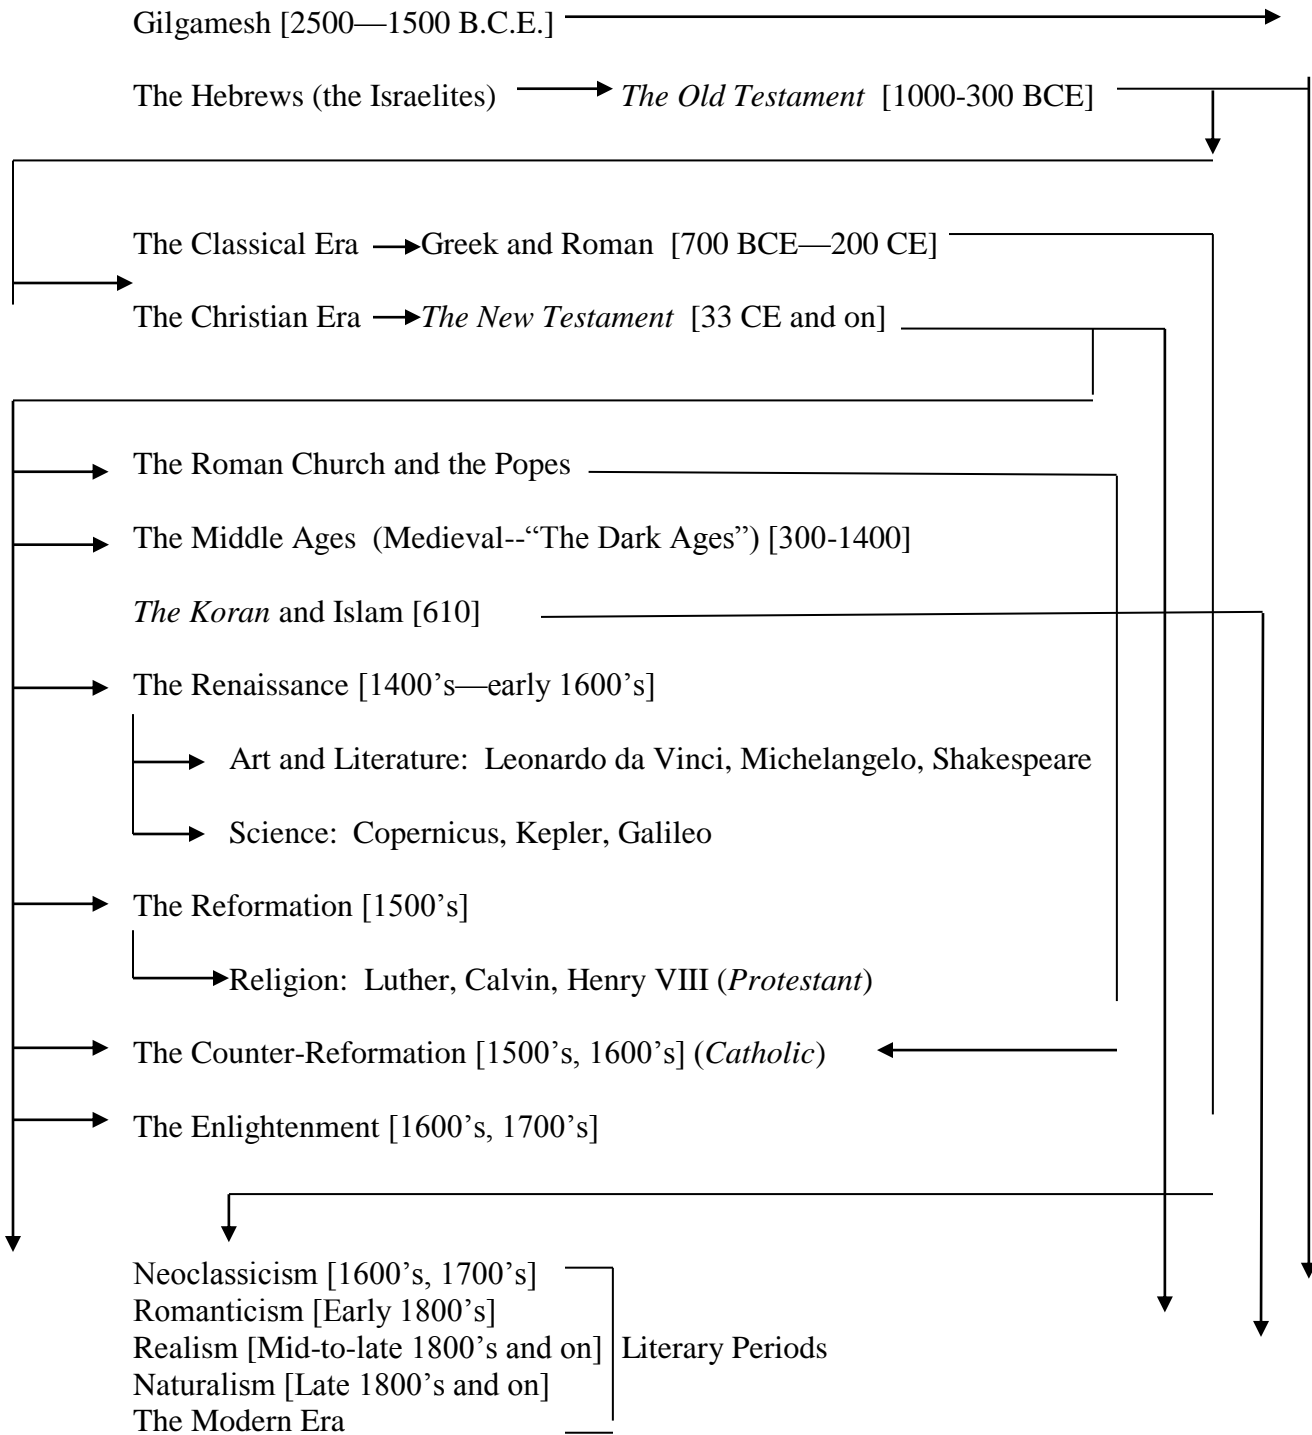 Gilgamesh [2500—1500 B.C.E.]
The Hebrews (the Israelites) The Old Testament [1000-300 BCE]
The Classical Era Greek and Roman [700 BCE—200 CE]
The Christian Era The New Testament [33 CE and on]
The Roman Church and the Popes
The Middle Ages (Medieval--“The Dark Ages”) [300-1400]
The Koran and Islam [610]
The Renaissance [1400’s—early 1600’s]
Art and Literature: Leonardo da Vinci, Michelangelo, Shakespeare
Science: Copernicus, Kepler, Galileo
The Reformation [1500’s]
Religion: Luther, Calvin, Henry VIII (Protestant)
The Counter-Reformation [1500’s, 1600’s] (Catholic)
The Enlightenment [1600’s, 1700’s]
Neoclassicism [1600’s, 1700’s]
Romanticism [Early 1800’s]
Realism [Mid-to-late 1800’s and on] Literary Periods
Naturalism [Late 1800’s and on]
The Modern Era